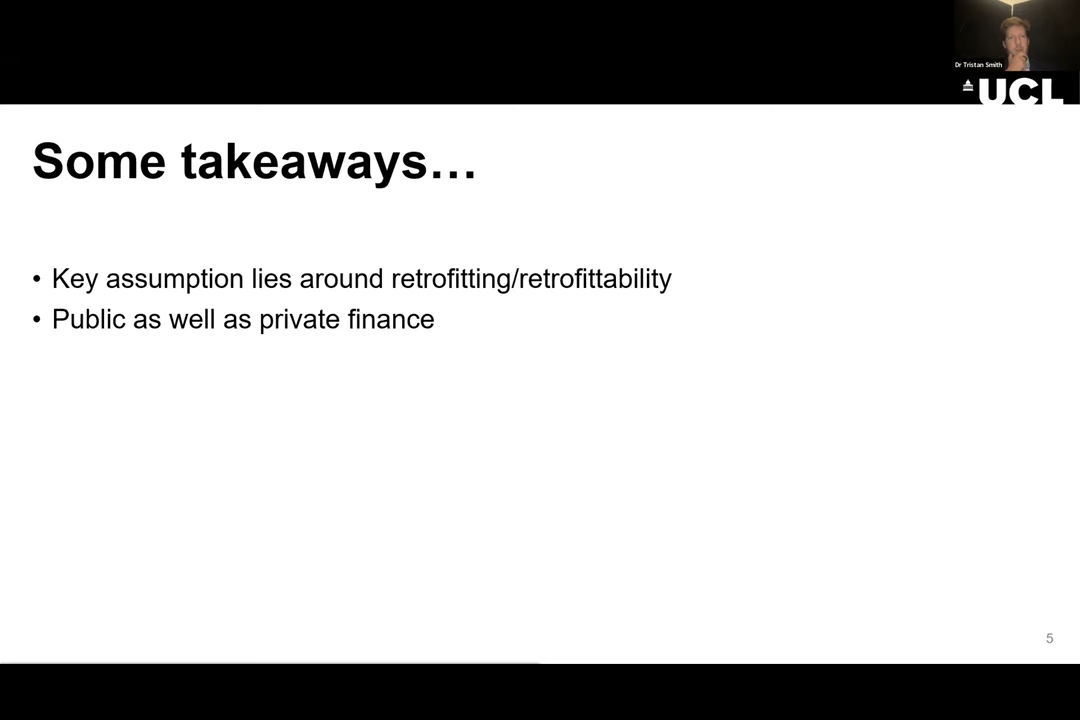 Dr Tristan Smith
UCL
Some takeaways…
• Key assumption lies around retrofitting/retrofittability
• Public as well as private finance
5